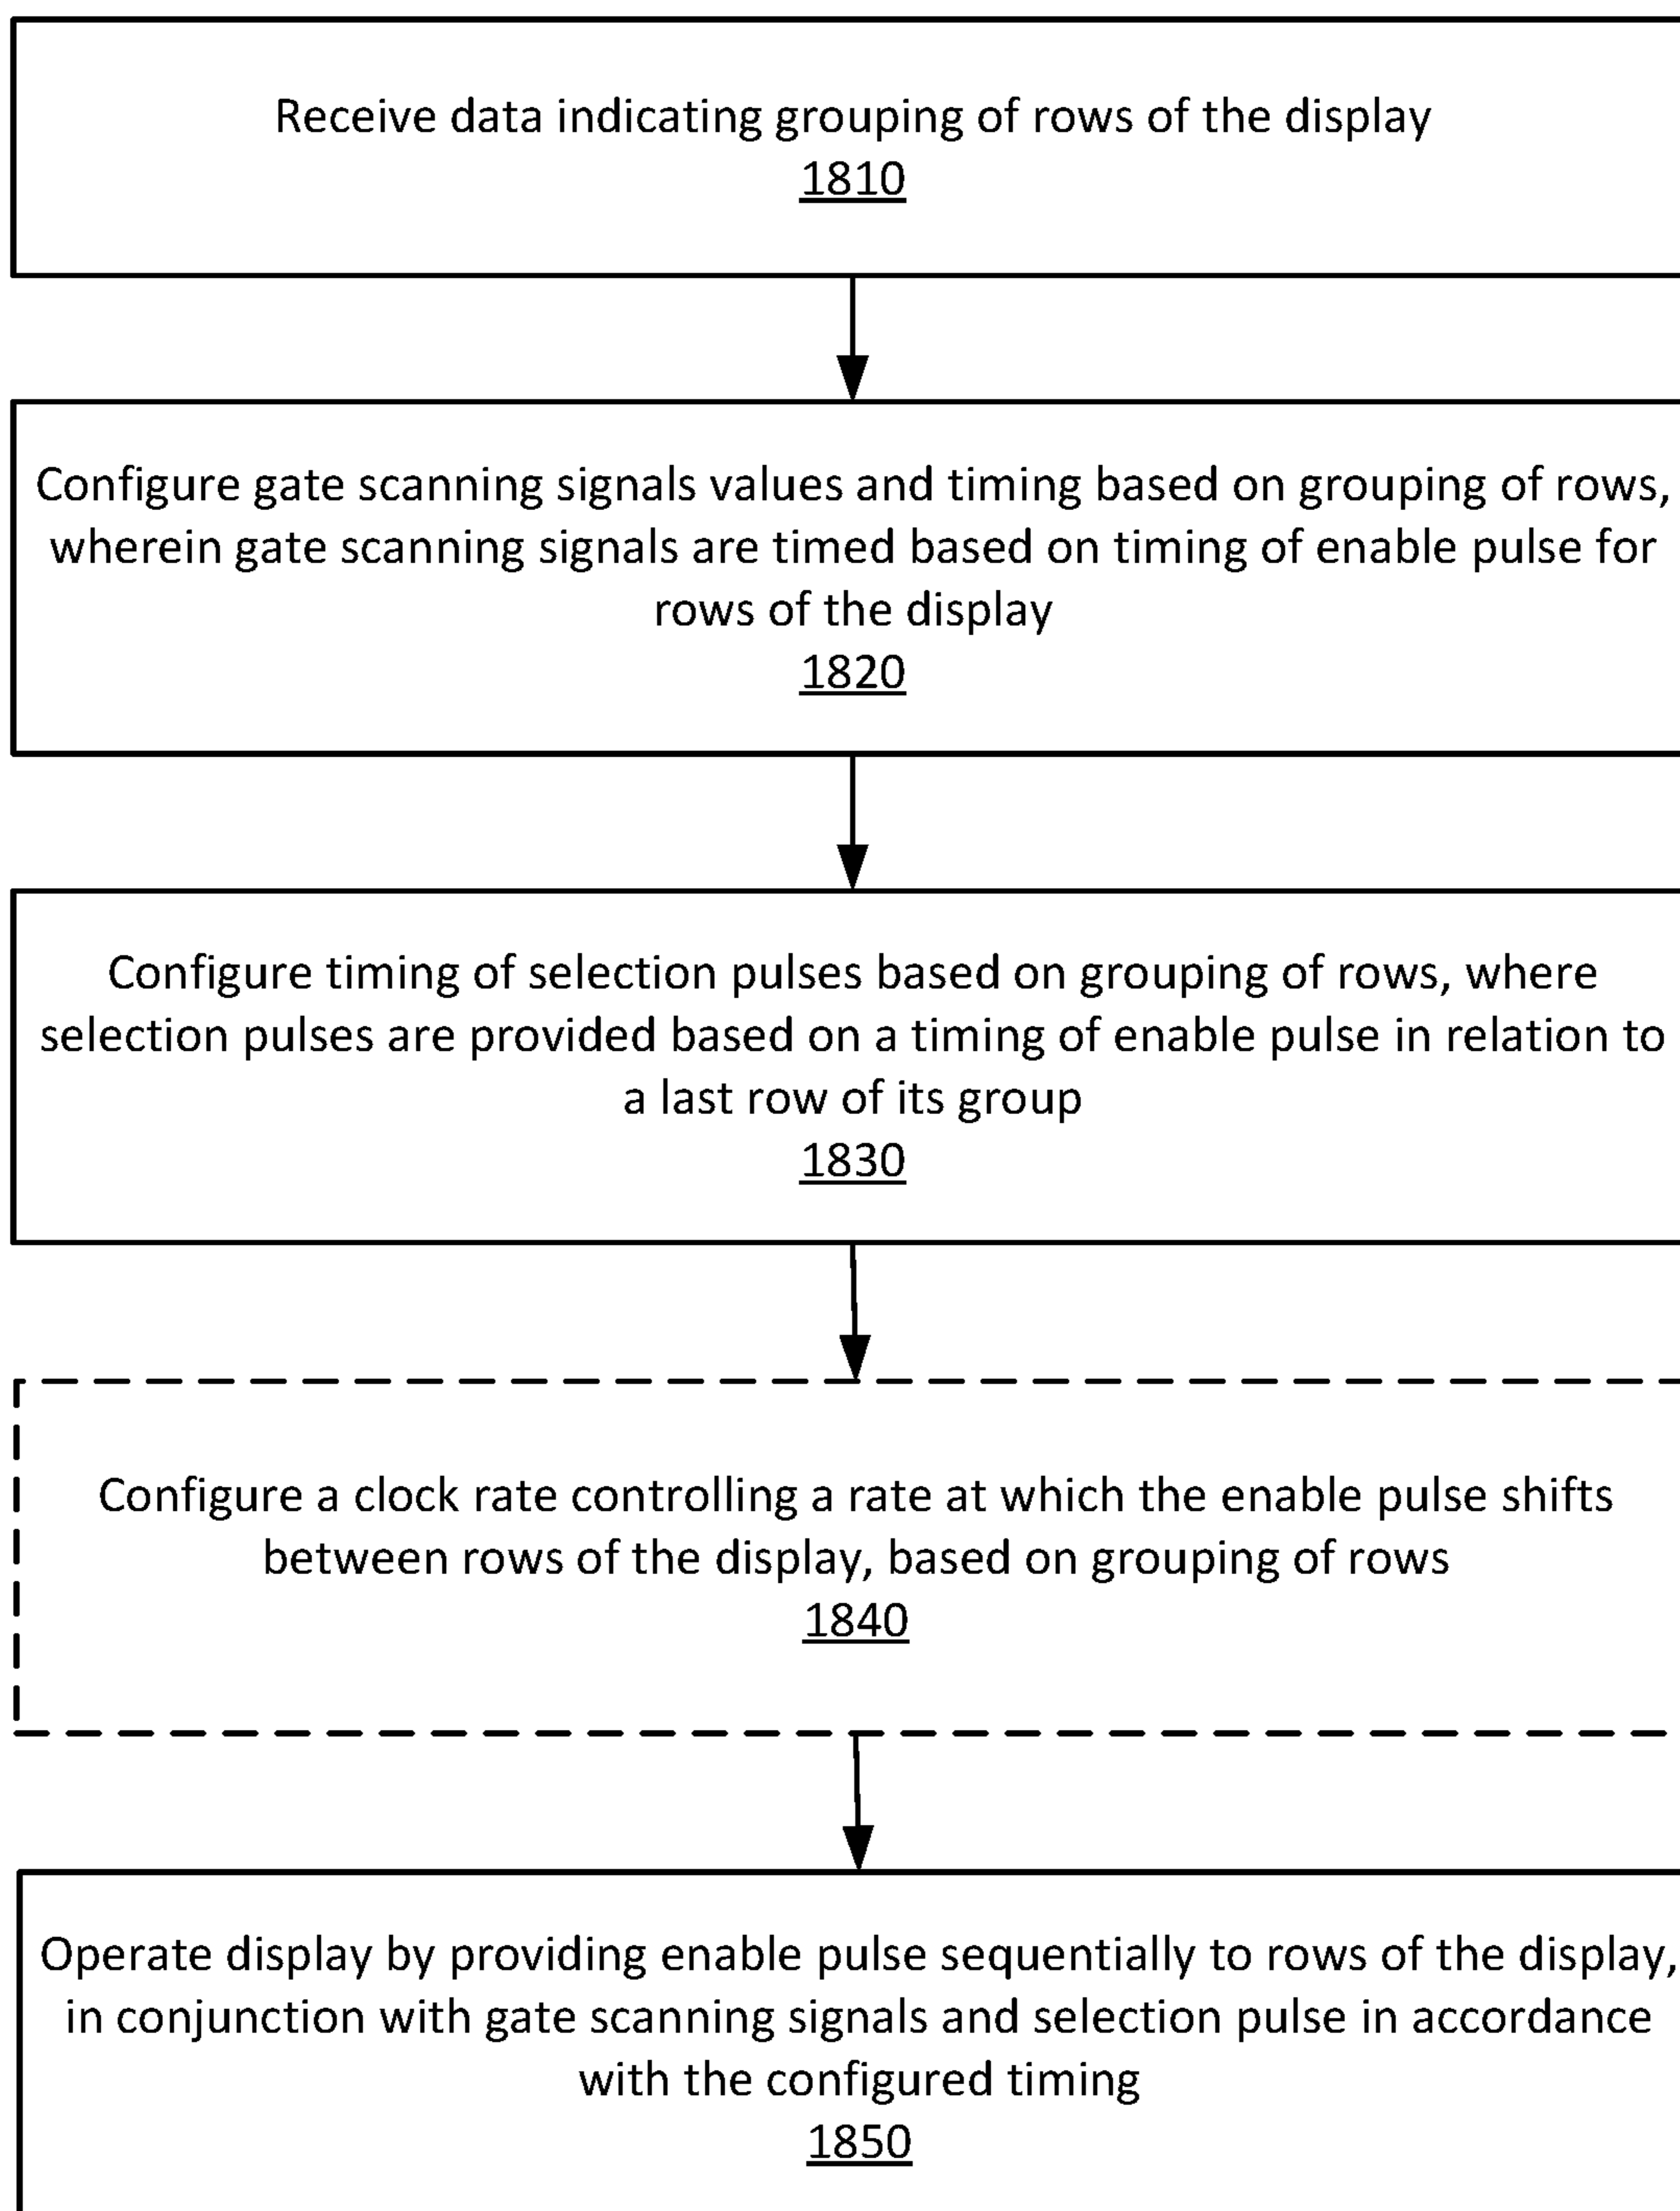 Receive data indicating grouping of rows of the display
1810
Configure gate scanning signals values and timing based on grouping of rows,
wherein gate scanning signals are timed based on timing of enable pulse for
rows of the display
1820
Configure timing of selection pulses based on grouping of rows, where
selection pulses are provided based on a timing of enable pulse in relation to
a last row of its group
1830
Configure a clock rate controlling a rate at which the enable pulse shifts
between rows of the display, based on grouping of rows
1840
Operate display by providing enable pulse sequentially to rows of the display,
in conjunction with gate scanning signals and selection pulse in accordance
with the configured timing
1850